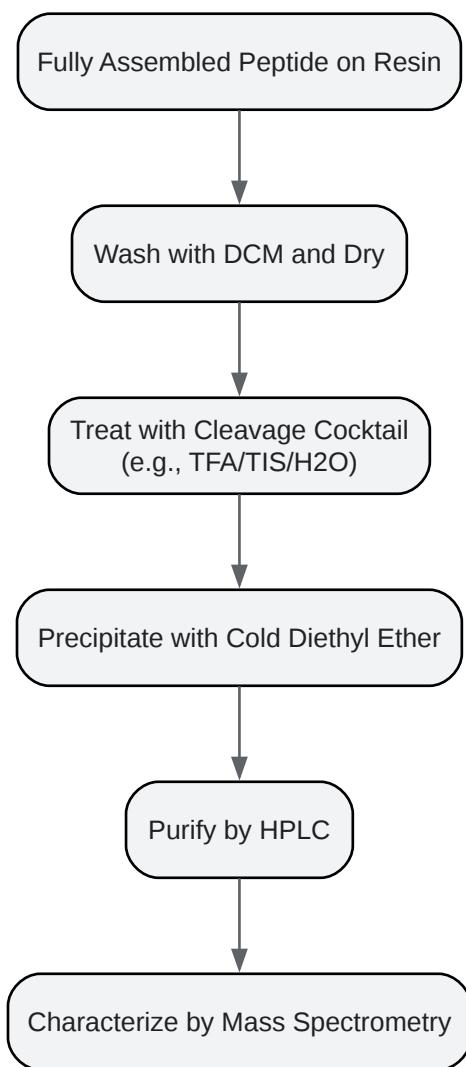 Fully Assembled Peptide on Resin
Wash with DCM and Dry
Treat with Cleavage Cocktail
(e.g., TFA/TIS/H2O)
Precipitate with Cold Diethyl Ether
Purify by HPLC
Characterize by Mass Spectrometry